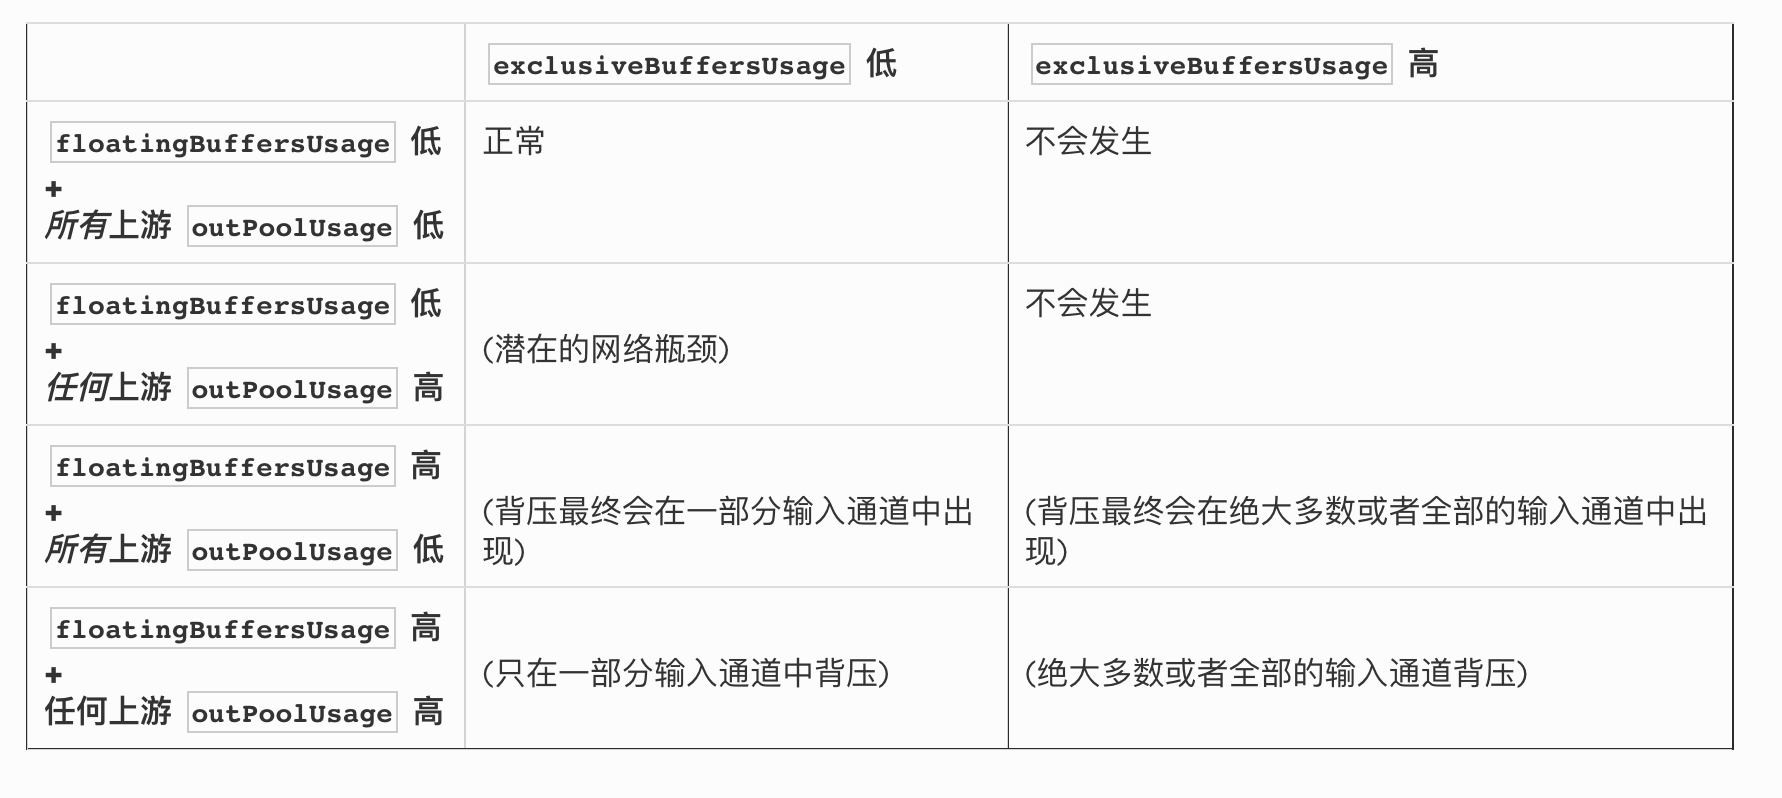 exclusiveBuffersUsage 低
exclusiveBuffersUsage 高
floatingBuffersUsage 低
+
所有上游 outPoolUsage 低
正常
不会发生
floatingBuffersUsage 低
+
任何上游 outPoolUsage 高
(潜在的网络瓶颈)
不会发生
floatingBuffersUsage 高
+
所有上游 outPoolUsage 低
(背压最终会在一部分输入通道中出
现)
(背压最终会在绝大多数或者全部的输入通道中出
现)
floatingBuffersUsage 高
+
任何上游 outPoolUsage 高
(只在一部分输入通道中背压)
(绝大多数或者全部的输入通道背压)